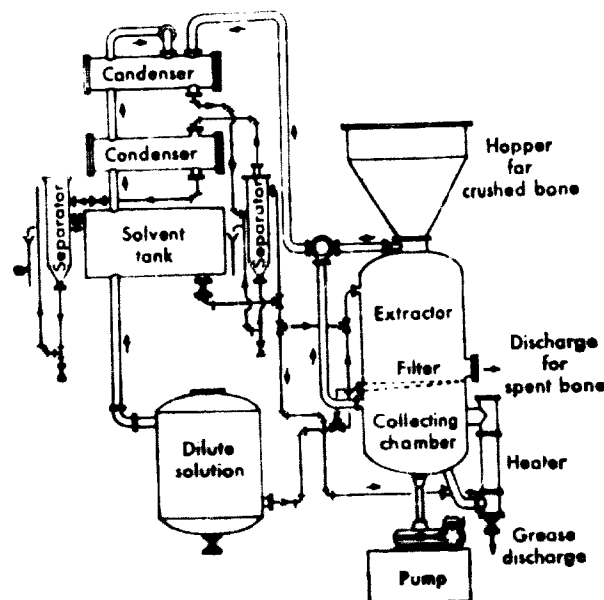 Condenser
Condenser
Hopper
for
crushed bone
Separator
Solvent
tank
Separator
Extractor
Filter
Discharge
for
spent bone
Collecting
chamber
Dilute
solution
Heater
Grease
discharge
Pump